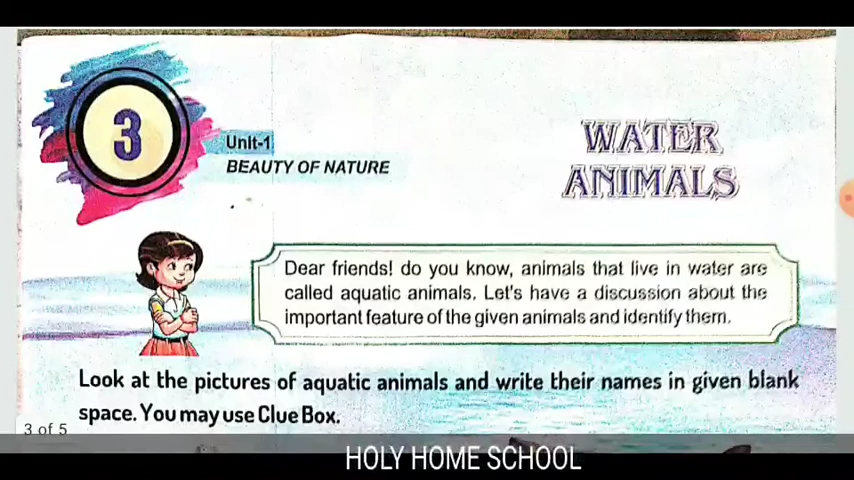 3
Unit-1
BEAUTY OF NATURE
WATER
ANIMALS
Dear friends! do you know, animals that live in water are
called aquatic animals. Let's have a discussion about the
important feature of the given animals and identify them.
Look at the pictures of aquatic animals and write their names in given blank
space. You may use Clue Box.
3 of 5
HOLY HOME SCHOOL